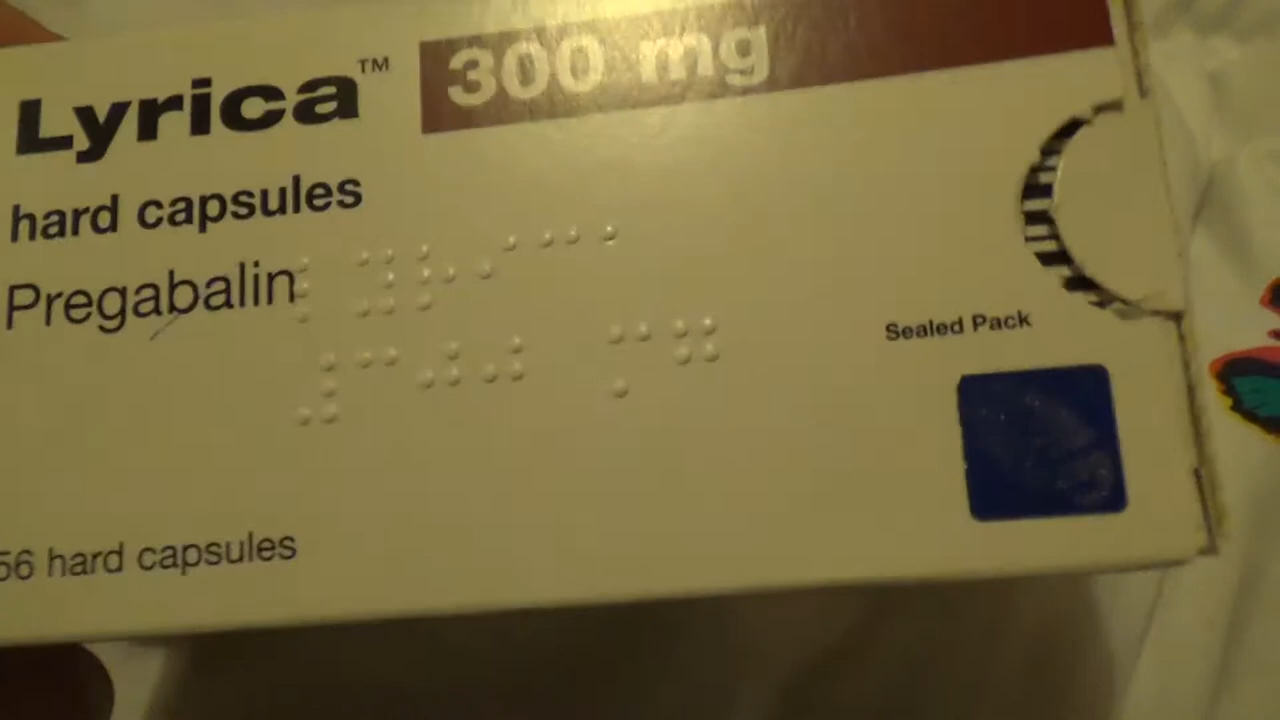 Lyrica™ 300 mg
hard capsules
Pregabalin
Sealed Pack
56 hard capsules